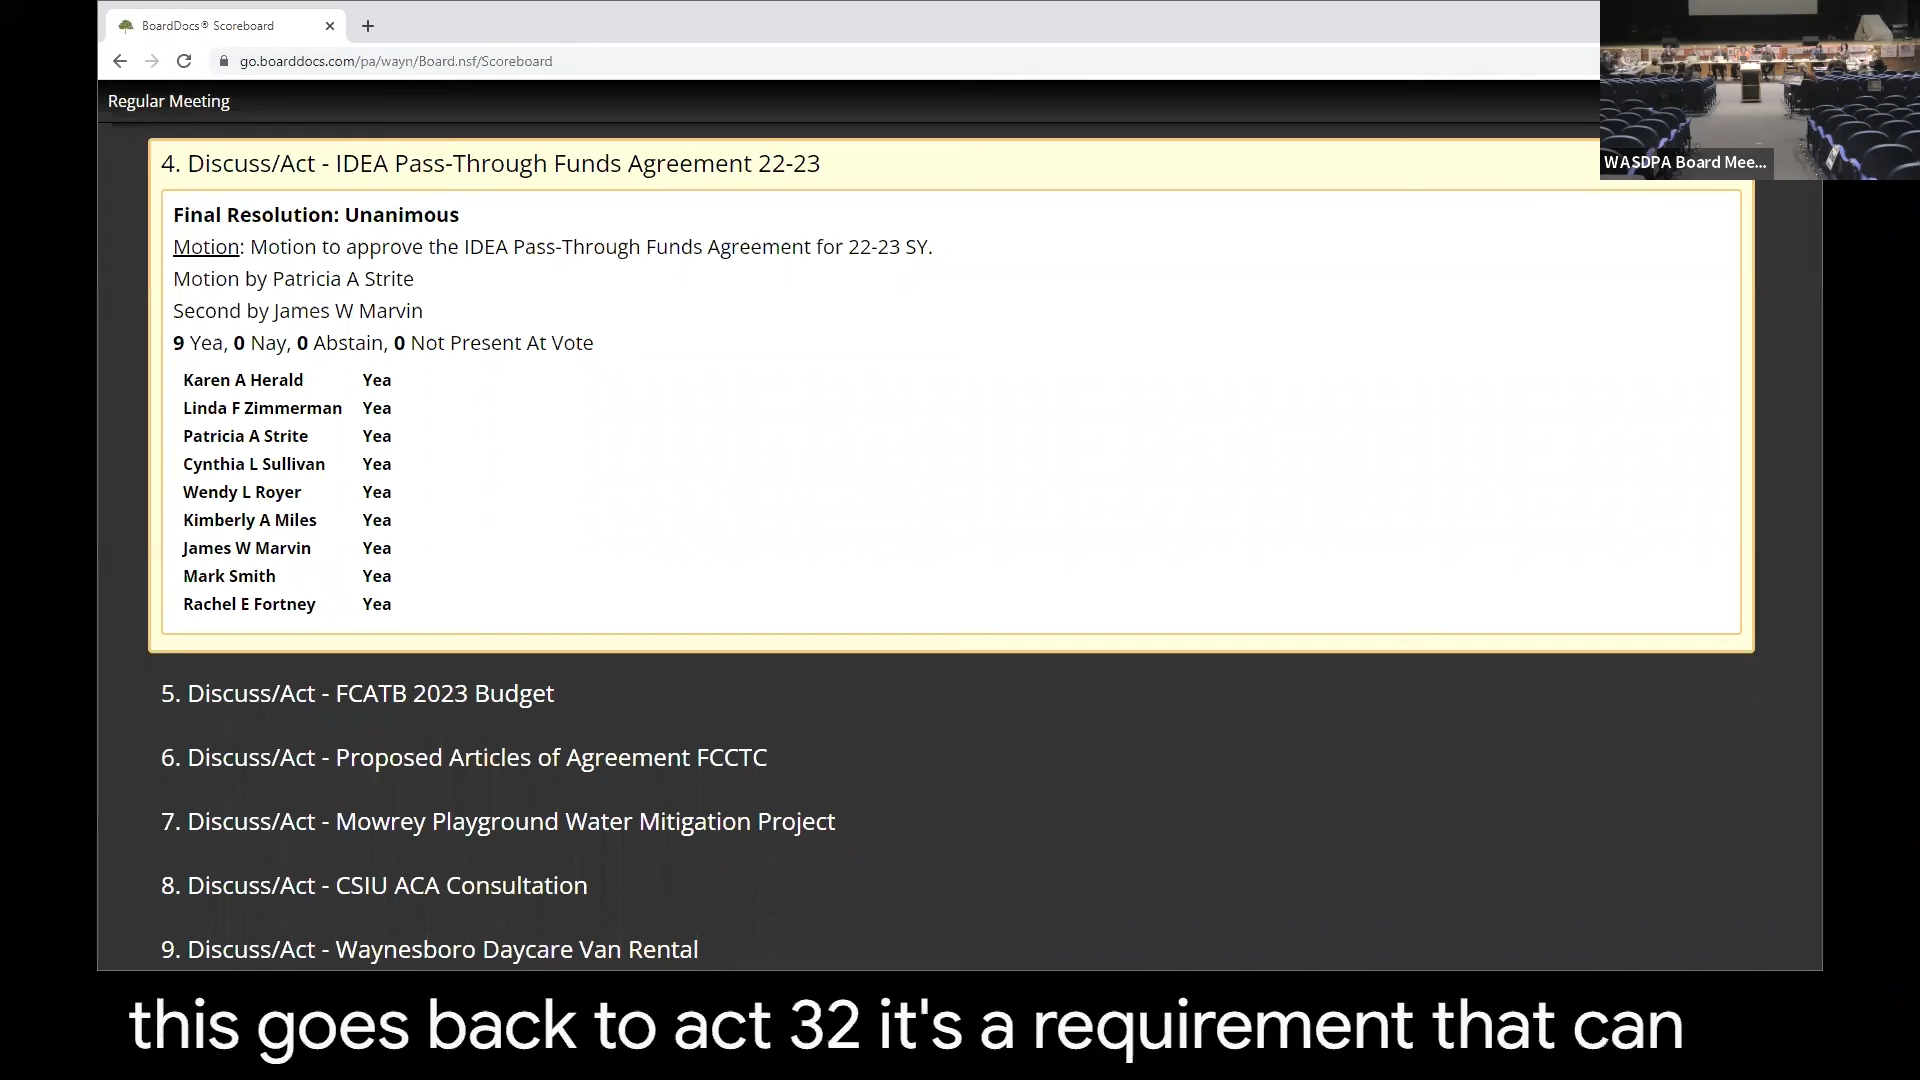 BoardDocs® Scoreboard
go.boarddocs.com/pa/wayn/Board.nsf/Scoreboard
Regular Meeting
WASDPA Board Mee...
4. Discuss/Act - IDEA Pass-Through Funds Agreement 22-23
Final Resolution: Unanimous
Motion: Motion to approve the IDEA Pass-Through Funds Agreement for 22-23 SY.
Motion by Patricia A Strite
Second by James W Marvin
9 Yea, 0 Nay, 0 Abstain, 0 Not Present At Vote
Karen A Herald Yea
Linda F Zimmerman Yea
Patricia A Strite Yea
Cynthia L Sullivan Yea
Wendy L Royer Yea
Kimberly A Miles Yea
James W Marvin Yea
Mark Smith Yea
Rachel E Fortney Yea
5. Discuss/Act - FCATB 2023 Budget
6. Discuss/Act - Proposed Articles of Agreement FCCTC
7. Discuss/Act - Mowrey Playground Water Mitigation Project
8. Discuss/Act - CSIU ACA Consultation
9. Discuss/Act - Waynesboro Daycare Van Rental
this goes back to act 32 it's a requirement that can